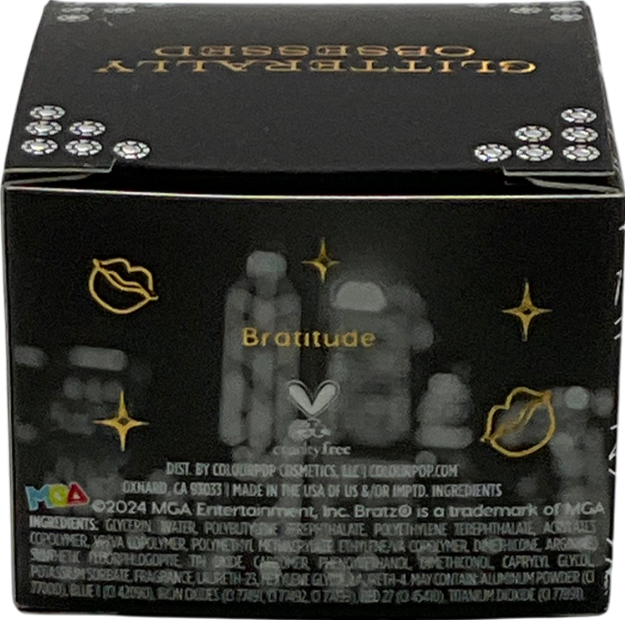 GLITTERALLY
OBSESSED
Bratitude
cruelty free
DIST. BY COLOURPOP COSMETICS, LLC | COLOURPOP.COM
OXNARD, CA 93033 | MADE IN THE USA OF US &/OR IMPTD. INGREDIENTS
MGA ©2024 MGA Entertainment, Inc. Bratz® is a trademark of MGA
INGREDIENTS: GLYCERIN, WATER, POLYBUTYLENE TEREPHTHALATE, POLYETHYLENE TEREPHTHALATE, ACRYLATES
COPOLYMER, VP/VA COPOLYMER, POLYMETHYL METHACRYLATE, ETHYLENE/VA COPOLYMER, DIMETHICONE, ARGININE,
SYNTHETIC FLUORPHLOGOPITE, TIN OXIDE, CARBOMER, PHENOXYETHANOL, DIMETHICONOL, CAPRYLYL GLYCOL,
POTASSIUM SORBATE, FRAGRANCE, LAURETH-23, HEXYLENE GLYCOL, LAURETH-4. MAY CONTAIN: ALUMINUM POWDER (CI
77000), BLUE 1 (CI 42090), IRON OXIDES (CI 77491, CI 77492, CI 77499), RED 27 (CI 45410), TITANIUM DIOXIDE (CI 77891).